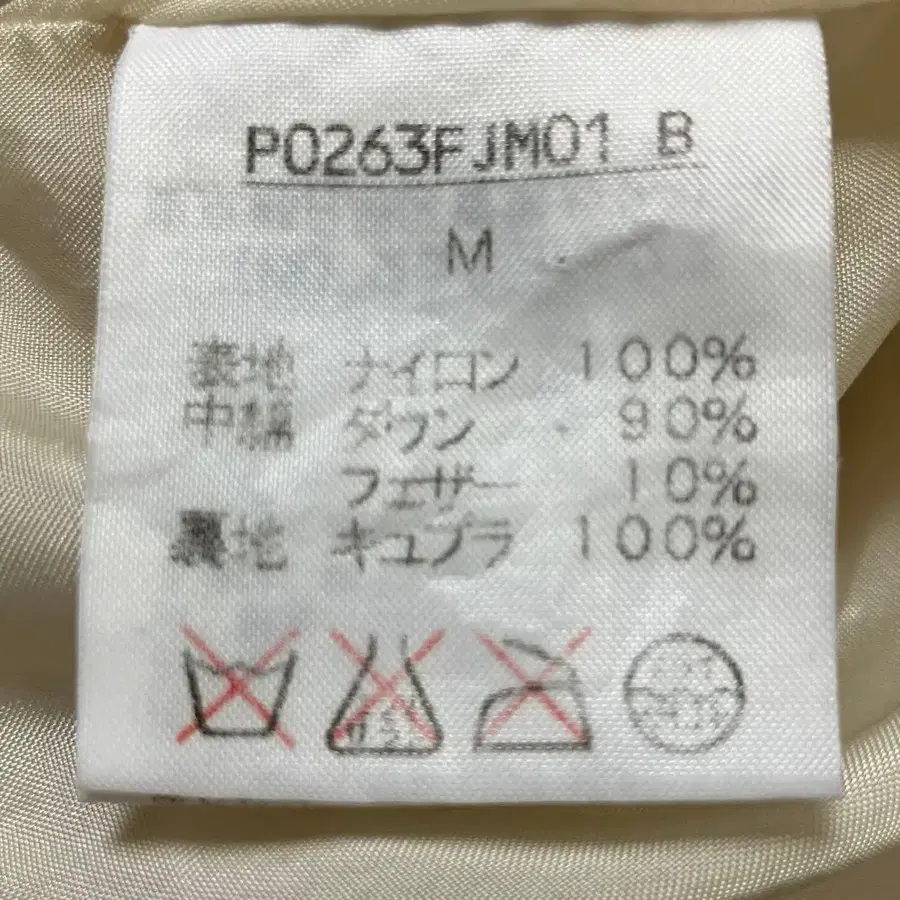 P0263FJM01 B
M
表地 ナイロン 100%
中綿 ダウン 90%
フェザー 10%
裏地 キュプラ 100%